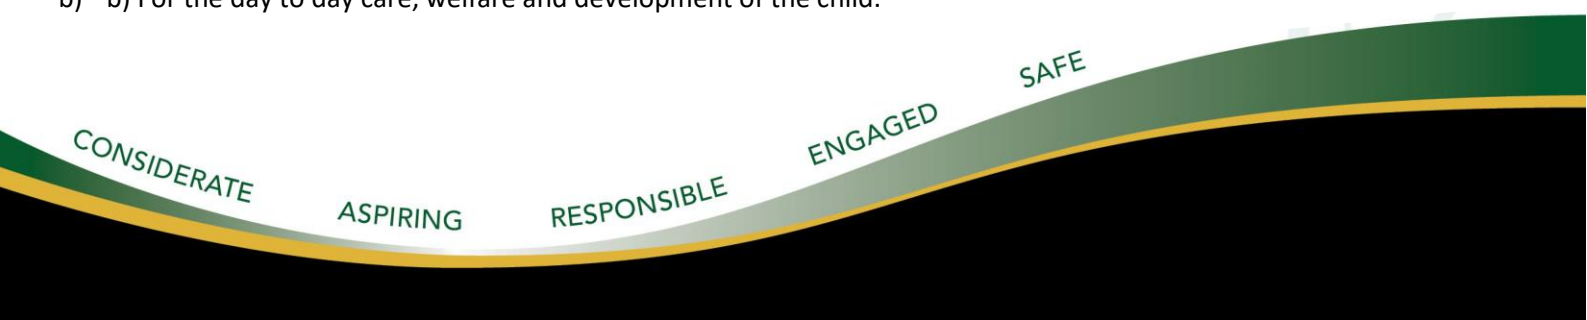 b) b) For the day to day care, welfare and development of the child.
CONSIDERATE
ASPIRING
RESPONSIBLE
ENGAGED
SAFE